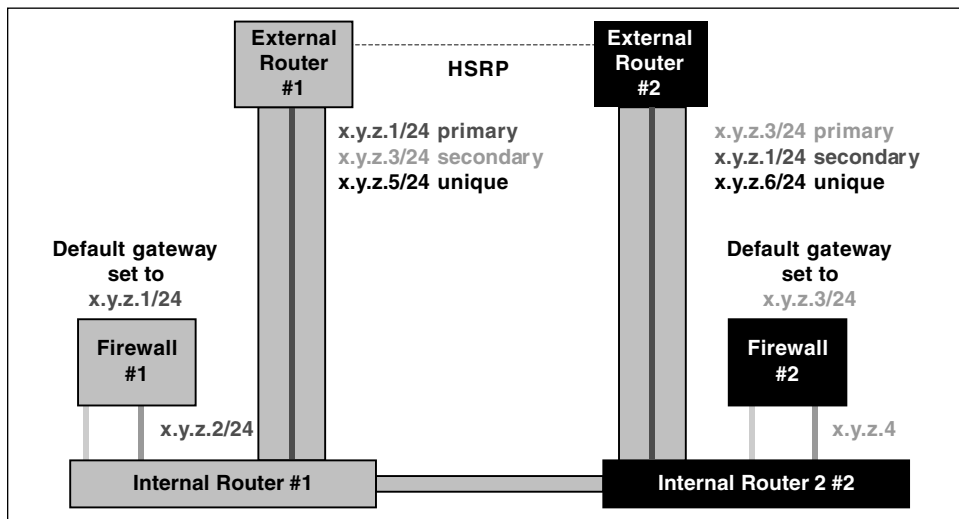 External
Router
#1
HSRP
External
Router
#2
x.y.z.1/24 primary
x.y.z.3/24 secondary
x.y.z.5/24 unique
x.y.z.3/24 primary
x.y.z.1/24 secondary
x.y.z.6/24 unique
Default gateway
set to
x.y.z.1/24
Default gateway
set to
x.y.z.3/24
Firewall
#1
Firewall
#2
x.y.z.2/24
x.y.z.4
Internal Router #1
Internal Router 2 #2